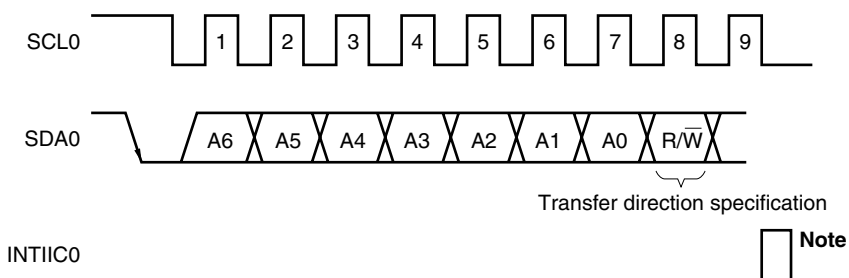 SCL0 1 2 3 4 5 6 7 8 9
SDA0 A6 A5 A4 A3 A2 A1 A0 R/W̅
Transfer direction specification
INTIIC0 Note